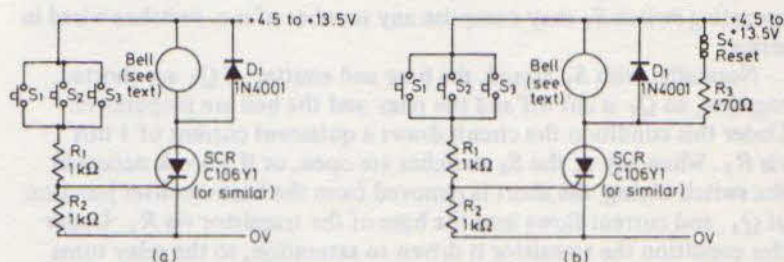 +4.5 to +13.5V
Bell
(see
text)
D1
1N4001
S1 S2 S3
R1
1kΩ
SCR
C106Y1
(or similar)
R2
1kΩ
0V
(a)
+4.5 to
+13.5V
S4
Reset
Bell
(see
text)
D1
1N4001
R3
470Ω
S1 S2 S3
R1
1kΩ
SCR
C106Y1
(or similar)
R2
1kΩ
0V
(b)